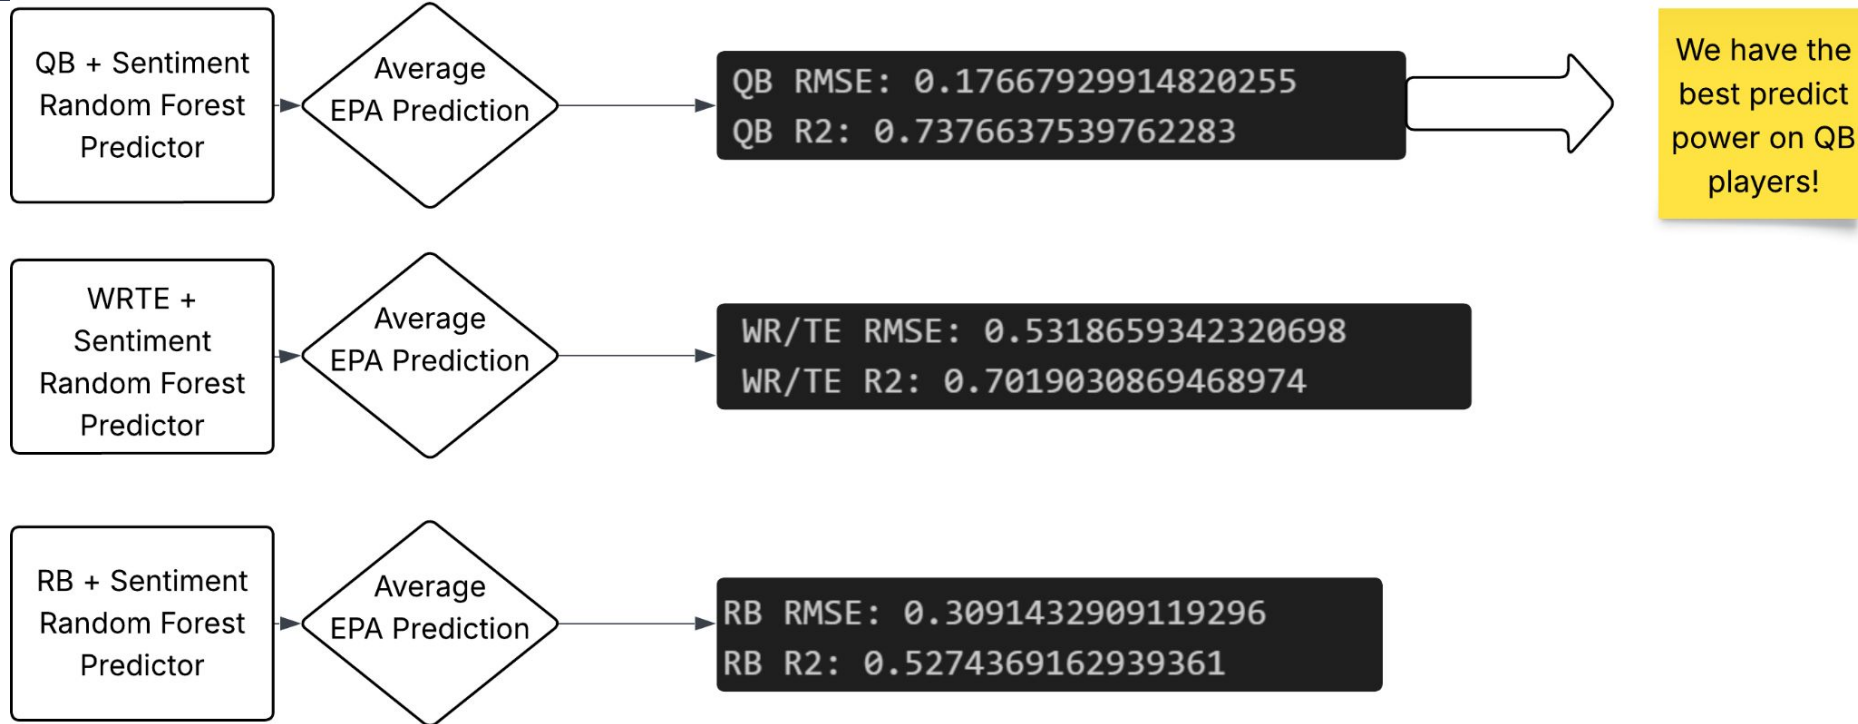 QB + Sentiment
Random Forest
Predictor
Average
EPA Prediction
QB RMSE: 0.17667929914820255
QB R2: 0.7376637539762283
We have the
best predict
power on QB
players!
WRTE +
Sentiment
Random Forest
Predictor
Average
EPA Prediction
WR/TE RMSE: 0.5318659342320698
WR/TE R2: 0.7019030869468974
RB + Sentiment
Random Forest
Predictor
Average
EPA Prediction
RB RMSE: 0.3091432909119296
RB R2: 0.5274369162939361